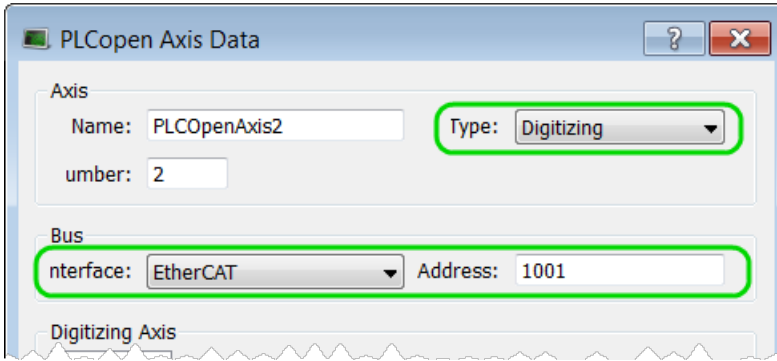 PLCopen Axis Data
Axis
Name: PLCOpenAxis2 Type: Digitizing
umber: 2
Bus
nterface: EtherCAT Address: 1001
Digitizing Axis